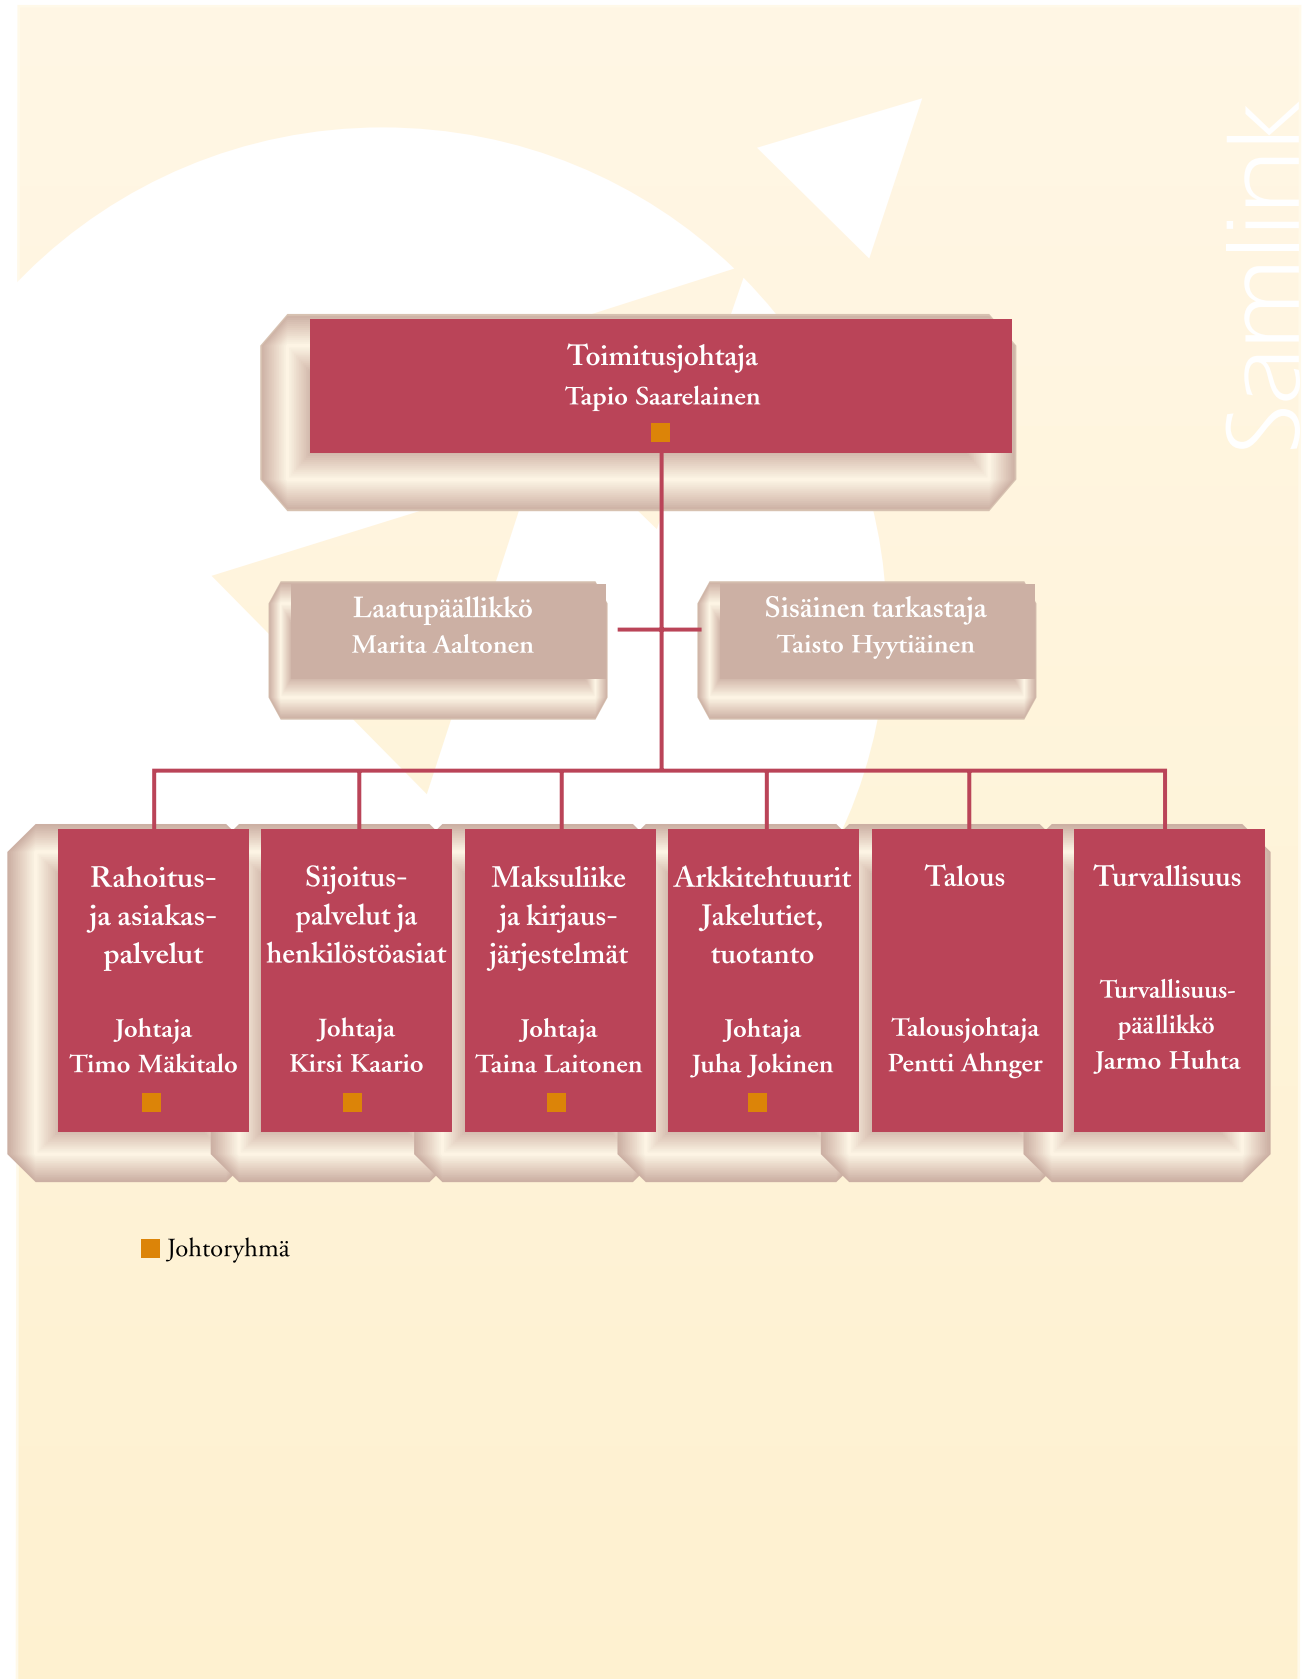 Samlink
Toimitusjohtaja
Tapio Saarelainen
Laatupäällikkö
Marita Aaltonen
Sisäinen tarkastaja
Taisto Hyytiäinen
Rahoitus-
ja asiakas-
palvelut
Johtaja
Timo Mäkitalo
Sijoitus-
palvelut ja
henkilöstöasiat
Johtaja
Kirsi Kaario
Maksuliike
ja kirjaus-
järjestelmät
Johtaja
Taina Laitonen
Arkkitehtuurit
Jakelutiet,
tuotanto
Johtaja
Juha Jokinen
Talous
Talousjohtaja
Pentti Ahnger
Turvallisuus
Turvallisuus-
päällikkö
Jarmo Huhta
Johtoryhmä